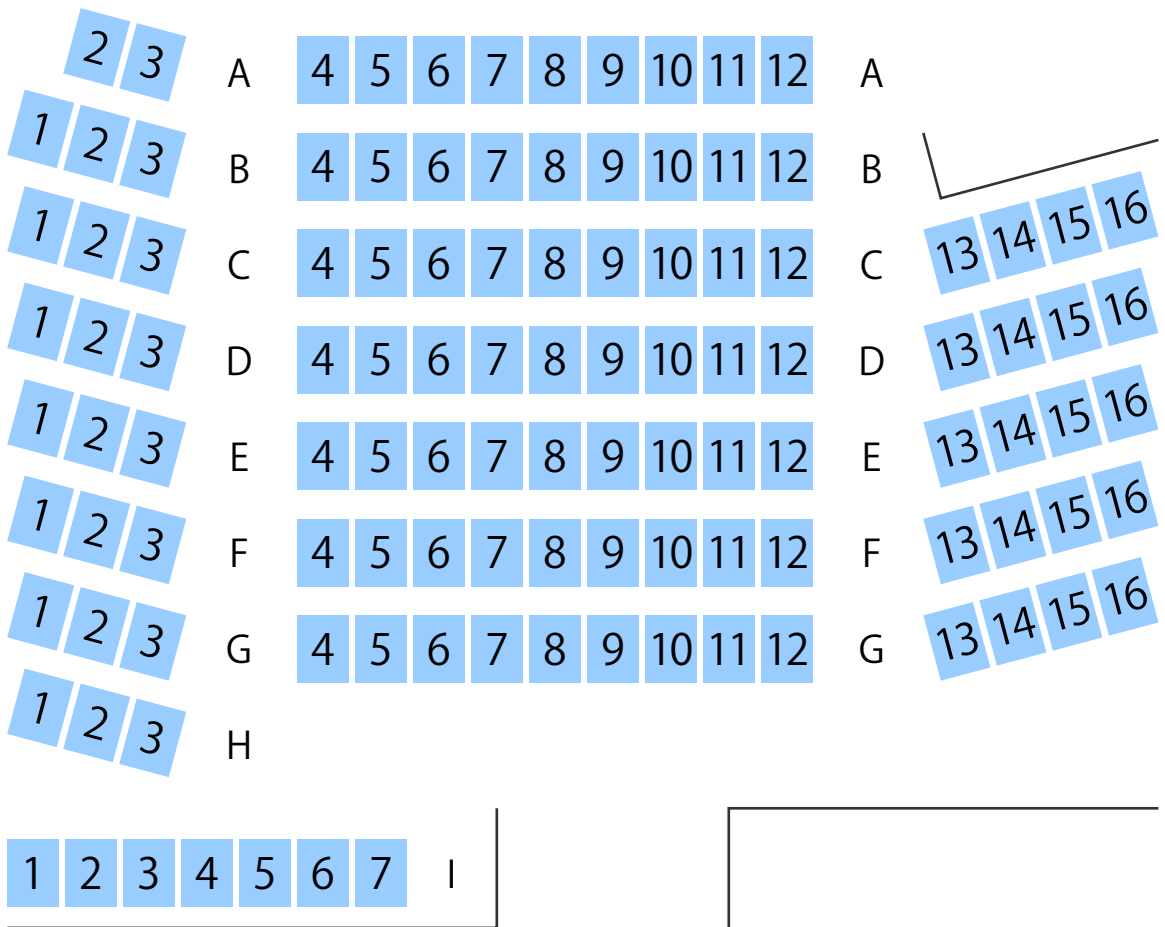 2 3 A 4 5 6 7 8 9 10 11 12 A
1 2 3 B 4 5 6 7 8 9 10 11 12 B
1 2 3 C 4 5 6 7 8 9 10 11 12 C 13 14 15 16
1 2 3 D 4 5 6 7 8 9 10 11 12 D 13 14 15 16
1 2 3 E 4 5 6 7 8 9 10 11 12 E 13 14 15 16
1 2 3 F 4 5 6 7 8 9 10 11 12 F 13 14 15 16
1 2 3 G 4 5 6 7 8 9 10 11 12 G 13 14 15 16
1 2 3 H
1 2 3 4 5 6 7 I